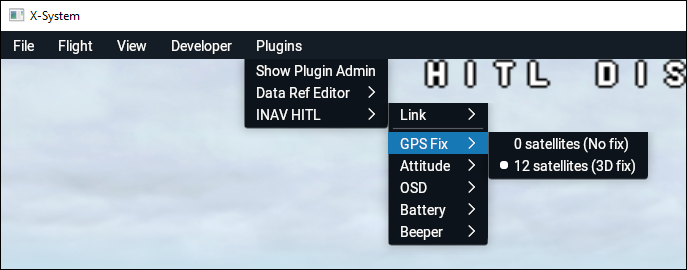 X-System
File Flight View Developer Plugins
Show Plugin Admin
Data Ref Editor
INAV HITL
HITL DIS
Link
GPS Fix
Attitude
OSD
Battery
Beeper
0 satellites (No fix)
12 satellites (3D fix)